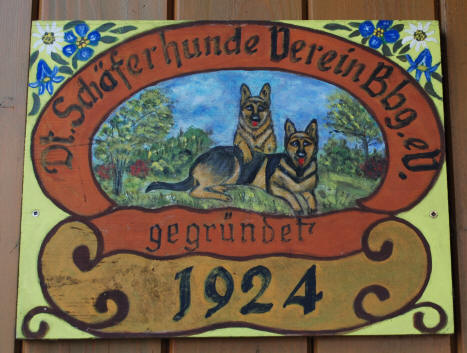 Dt. Schäferhunde Verein Bbg. e.V.
gegründet
1924